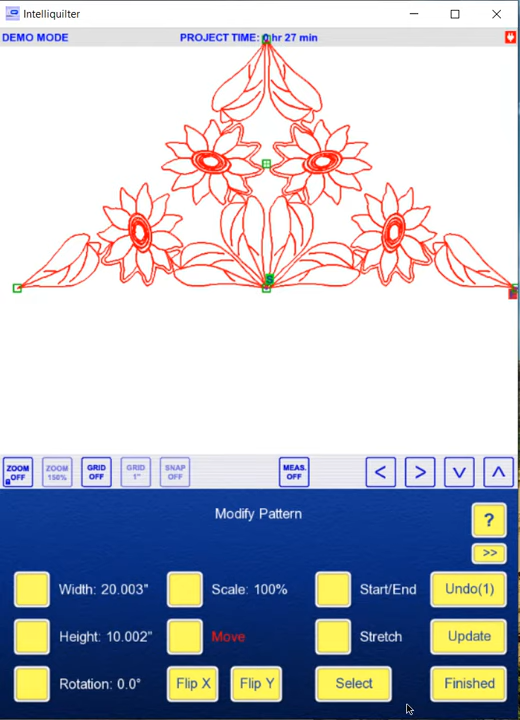 Intelliquilter
DEMO MODE PROJECT TIME: 0 hr 27 min
S
ZOOM OFF
ZOOM 150%
GRID OFF
GRID 1"
SNAP OFF
MEAS. OFF
< > v ^
Modify Pattern
?
>>
Width: 20.003" Scale: 100% Start/End Undo(1)
Height: 10.002" Move Stretch Update
Rotation: 0.0° Flip X Flip Y Select Finished